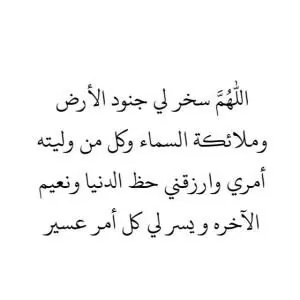 اللَّهُمَّ سخر لي جنود الأرض
وملائكة السماء وكل من وليته
أمري وارزقني حظ الدنيا ونعيم
الآخره و يسر لي كل أمر عسير